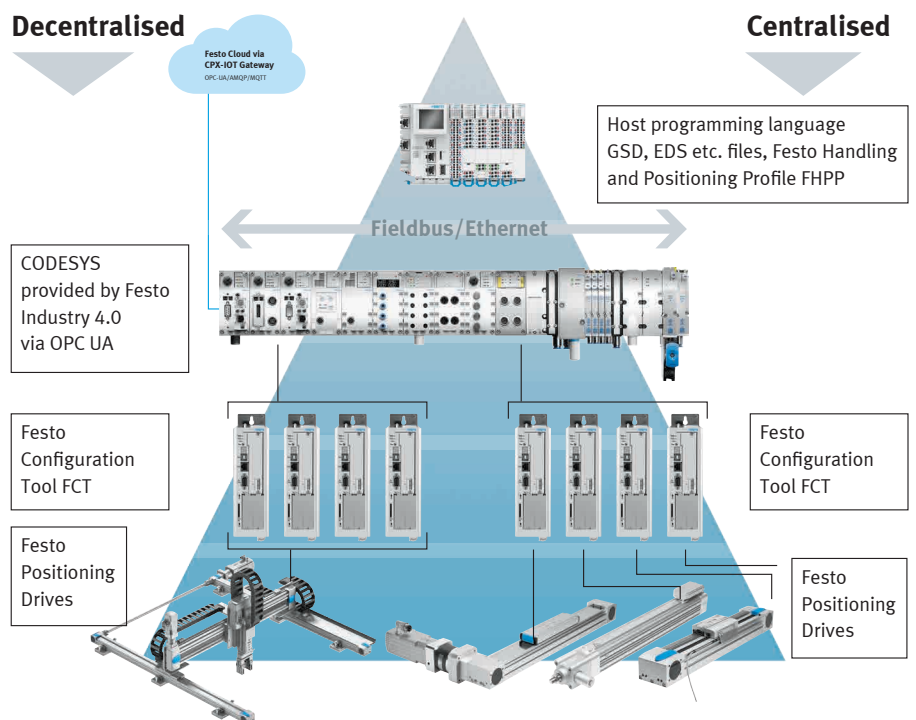 Decentralised
Centralised
Festo Cloud via
CPX-IOT Gateway
OPC-UA/AMQP/MQTT
Host programming language
GSD, EDS etc. files, Festo Handling
and Positioning Profile FHPP
Fieldbus/Ethernet
CODESYS
provided by Festo
Industry 4.0
via OPC UA
Festo
Configuration
Tool FCT
Festo
Configuration
Tool FCT
Festo
Positioning
Drives
Festo
Positioning
Drives